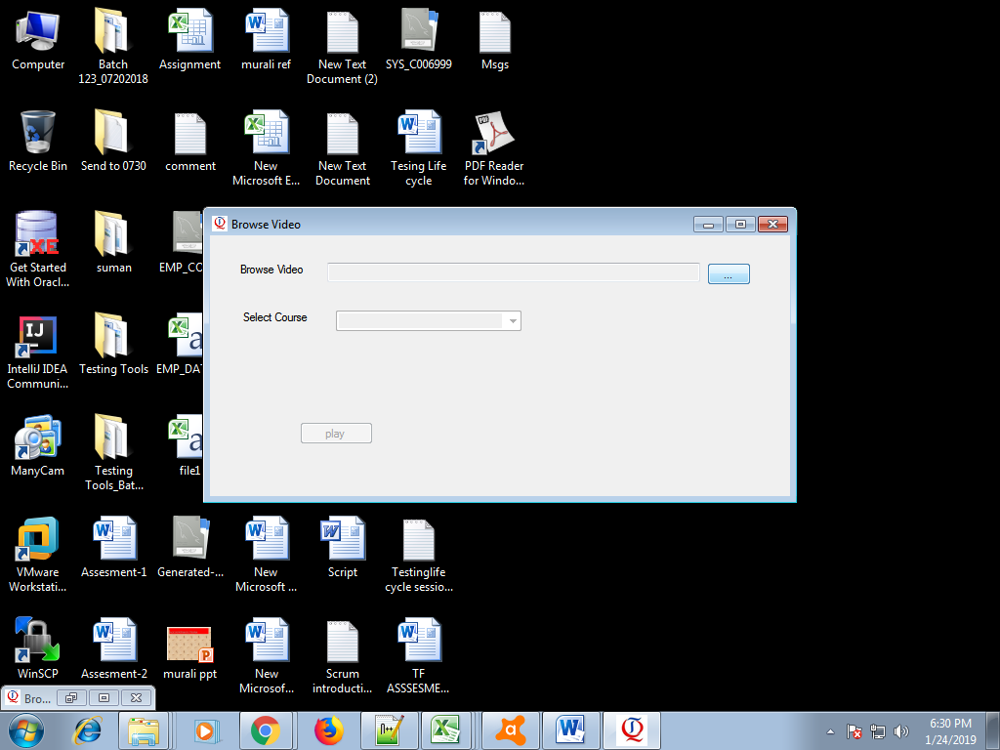 Computer
Batch
123_07202018
Assignment
murali ref
New Text
Document (2)
SYS_C006999
Msgs
Recycle Bin
Send to 0730
comment
New
Microsoft E...
New Text
Document
Tesing Life
cycle
PDF Reader
for Windo...
Get Started
With Oracl...
suman
EMP_CO
IntelliJ IDEA
Communi...
Testing Tools
EMP_DAT
ManyCam
Testing
Tools_Bat...
file1
Browse Video
Browse Video
...
Select Course
play
VMware
Workstati...
Assesment-1
Generated-...
New
Microsoft ...
Script
Testinglife
cycle sessio...
WinSCP
Assesment-2
murali ppt
New
Microsof...
Scrum
introducti...
TF
ASSSESME...
Bro...
6:30 PM
1/24/2019